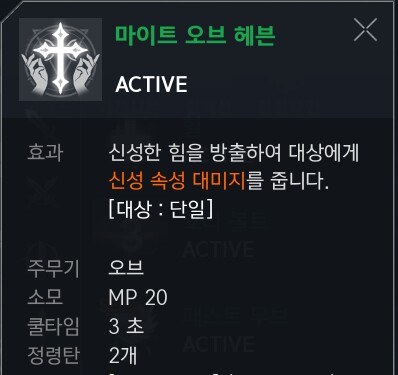 마이트 오브 헤븐
ACTIVE
효과 신성한 힘을 방출하여 대상에게
신성 속성 대미지를 줍니다.
[대상 : 단일]
ACTIVE
주무기 오브
소모 MP 20
쿨타임 3 초
ACTIVE
정령탄 2개